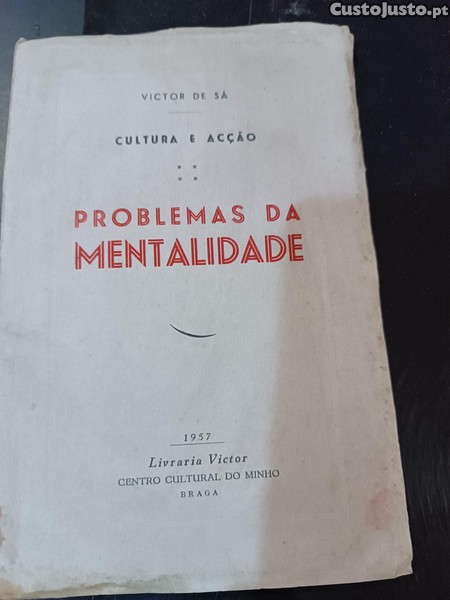 CustoJusto.pt
VICTOR DE SÁ
CULTURA E ACÇÃO
PROBLEMAS DA
MENTALIDADE
1957
Livraria Victor
CENTRO CULTURAL DO MINHO
BRAGA